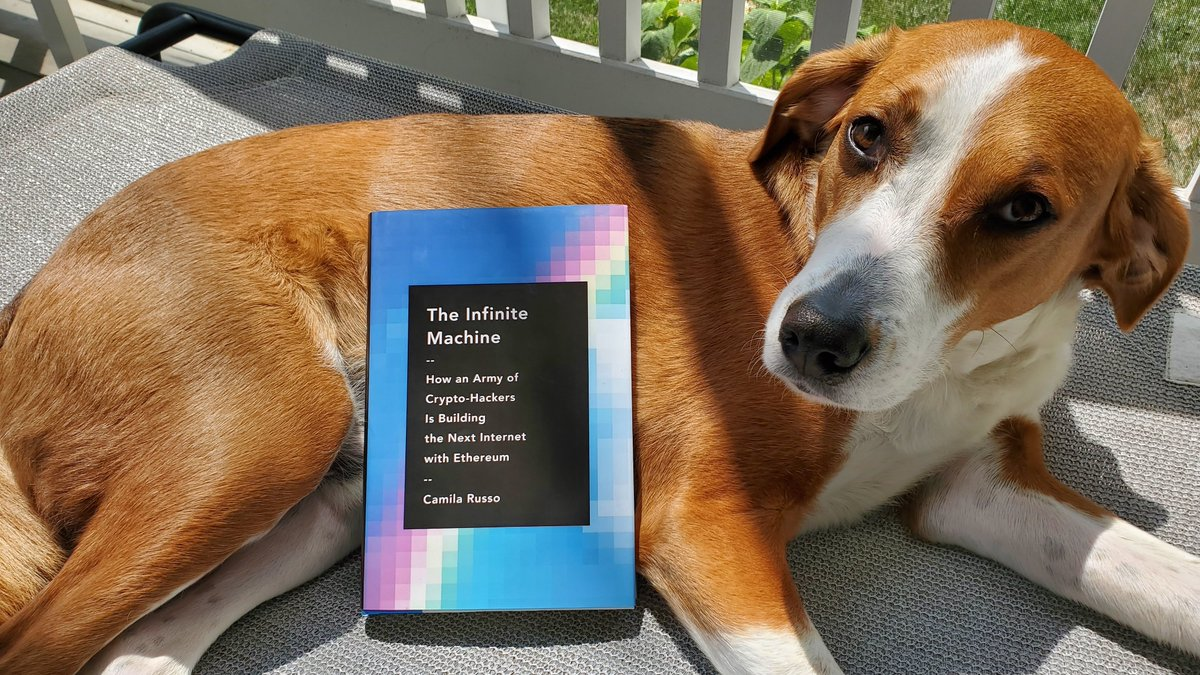 The Infinite
Machine
--
How an Army of
Crypto-Hackers
Is Building
the Next Internet
with Ethereum
--
Camila Russo